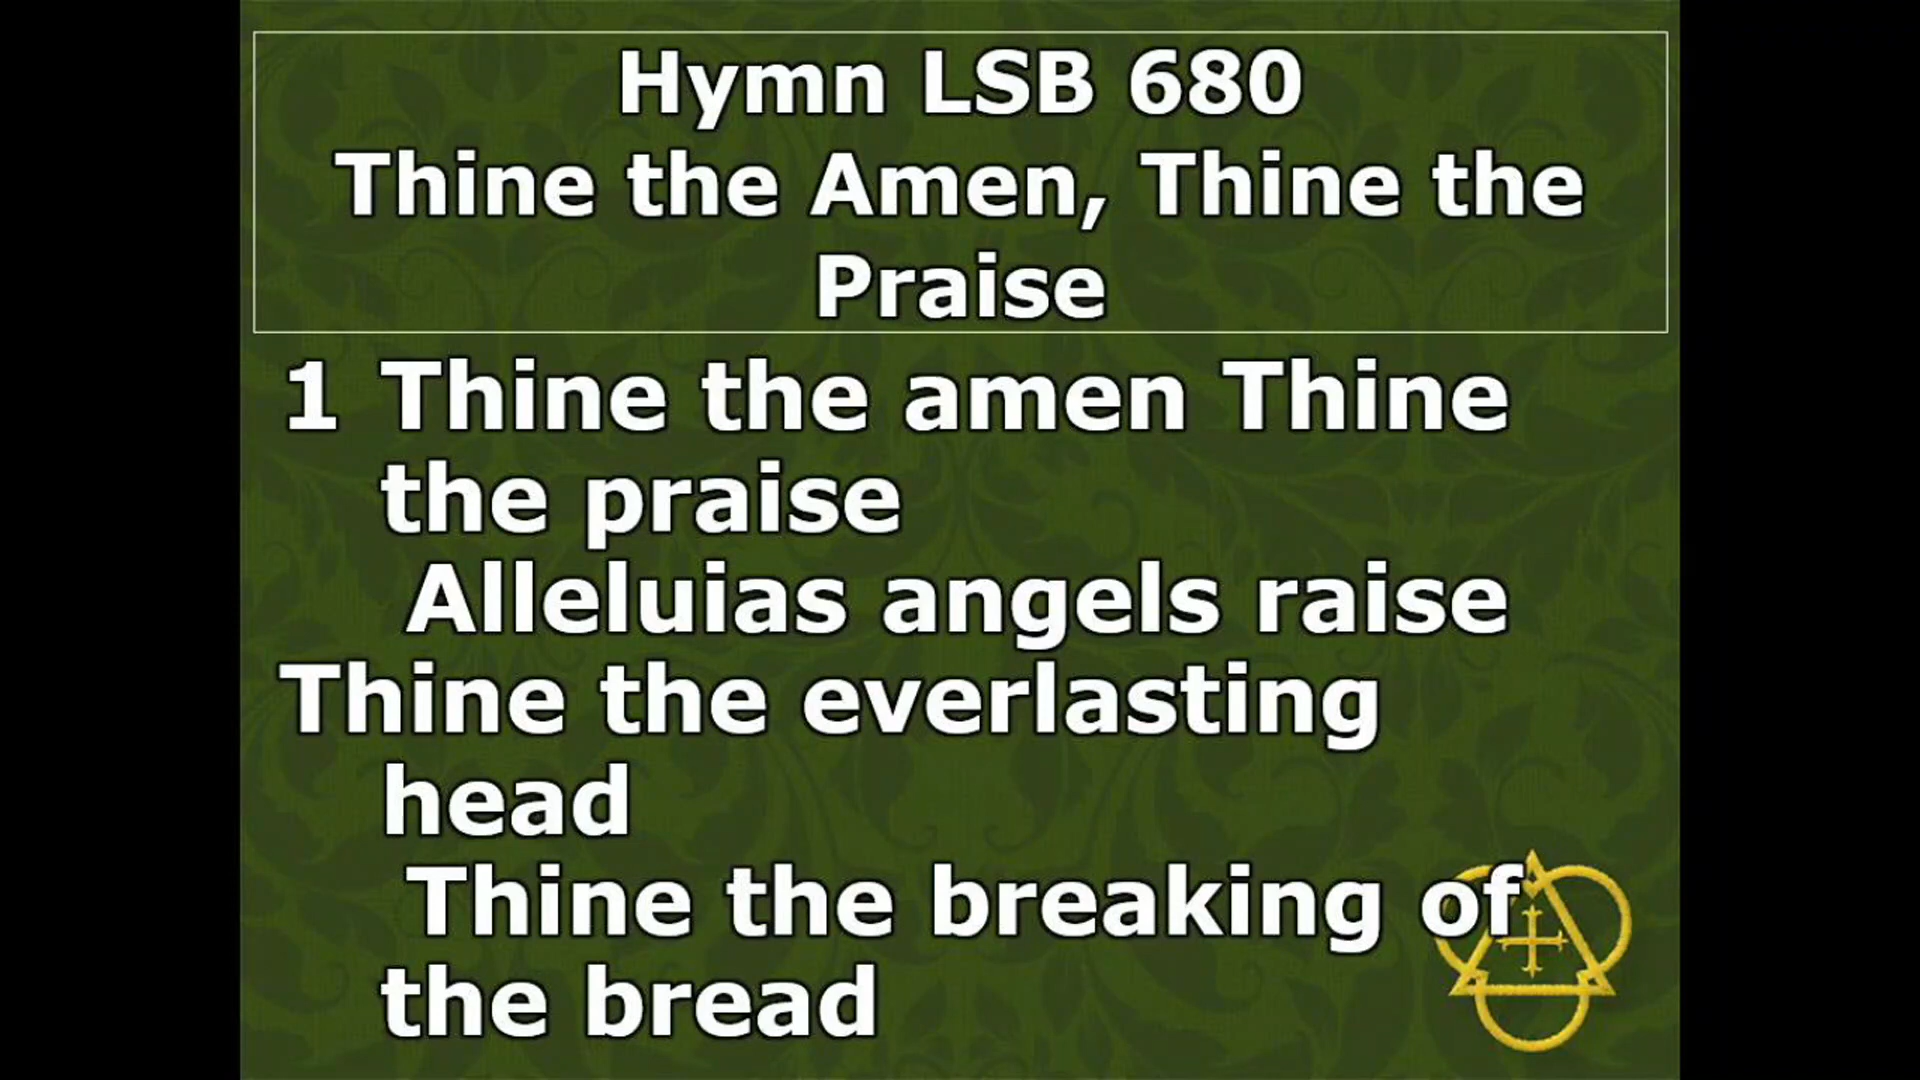 Hymn LSB 680
Thine the Amen, Thine the
Praise
1 Thine the amen Thine
the praise
Alleluias angels raise
Thine the everlasting
head
Thine the breaking of
the bread